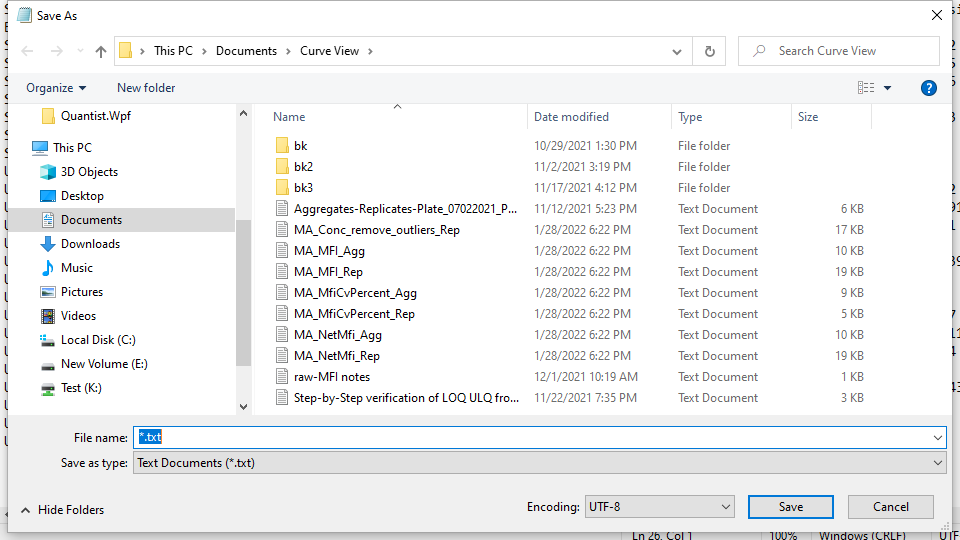 Save As
This PC > Documents > Curve View >
Search Curve View
Organize
New folder
Quantist.Wpf
This PC
3D Objects
Desktop
Documents
Downloads
Music
Pictures
Videos
Local Disk (C:)
New Volume (E:)
Test (K:)
Name Date modified Type Size
bk 10/29/2021 1:30 PM File folder
bk2 11/2/2021 3:19 PM File folder
bk3 11/17/2021 4:12 PM File folder
Aggregates-Replicates-Plate_07022021_P... 11/12/2021 5:23 PM Text Document 6 KB
MA_Conc_remove_outliers_Rep 1/28/2022 6:22 PM Text Document 17 KB
MA_MFI_Agg 1/28/2022 6:22 PM Text Document 10 KB
MA_MFI_Rep 1/28/2022 6:22 PM Text Document 19 KB
MA_MfiCvPercent_Agg 1/28/2022 6:22 PM Text Document 9 KB
MA_MfiCvPercent_Rep 1/28/2022 6:22 PM Text Document 5 KB
MA_NetMfi_Agg 1/28/2022 6:22 PM Text Document 10 KB
MA_NetMfi_Rep 1/28/2022 6:22 PM Text Document 19 KB
raw-MFI notes 12/1/2021 10:19 AM Text Document 1 KB
Step-by-Step verification of LOQ ULQ fro... 11/22/2021 7:35 PM Text Document 3 KB
File name: *.txt
Save as type: Text Documents (*.txt)
Hide Folders
Encoding: UTF-8
Save
Cancel
Ln 26, Col 1 100% Windows (CRLF) UTF